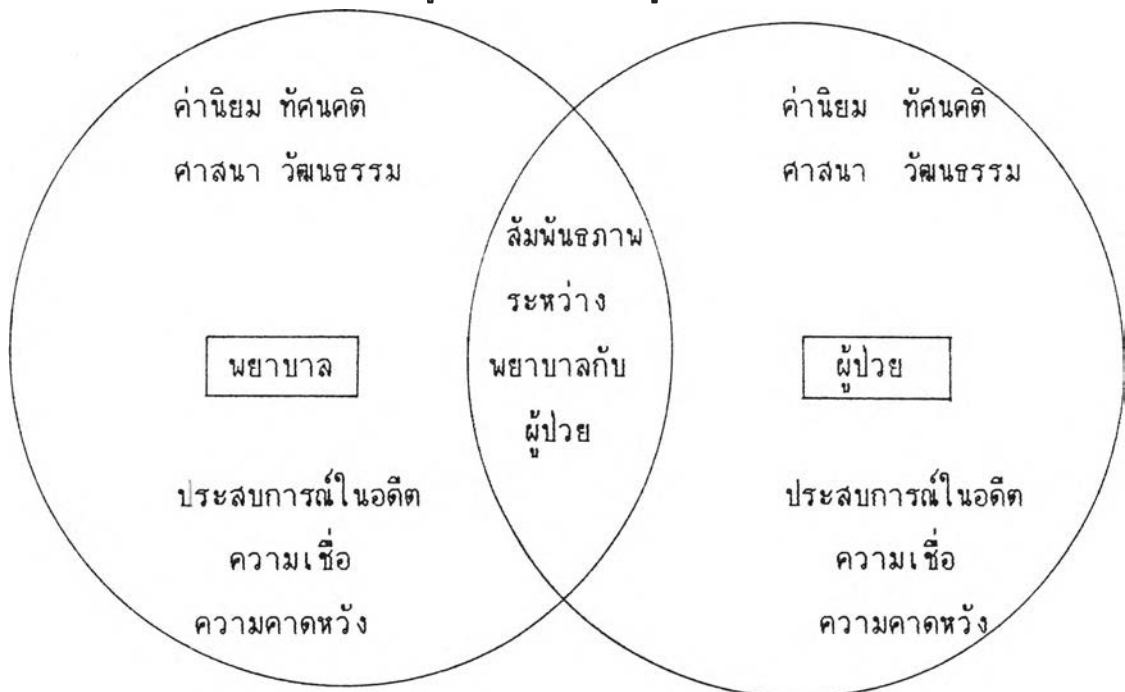 ค่านิยม ทัศนคติ
ศาสนา วัฒนธรรม
พยาบาล
ประสบการณ์ในอดีต
ความเชื่อ
ความคาดหวัง
สัมพันธภาพ
ระหว่าง
พยาบาลกับ
ผู้ป่วย
ค่านิยม ทัศนคติ
ศาสนา วัฒนธรรม
ผู้ป่วย
ประสบการณ์ในอดีต
ความเชื่อ
ความคาดหวัง